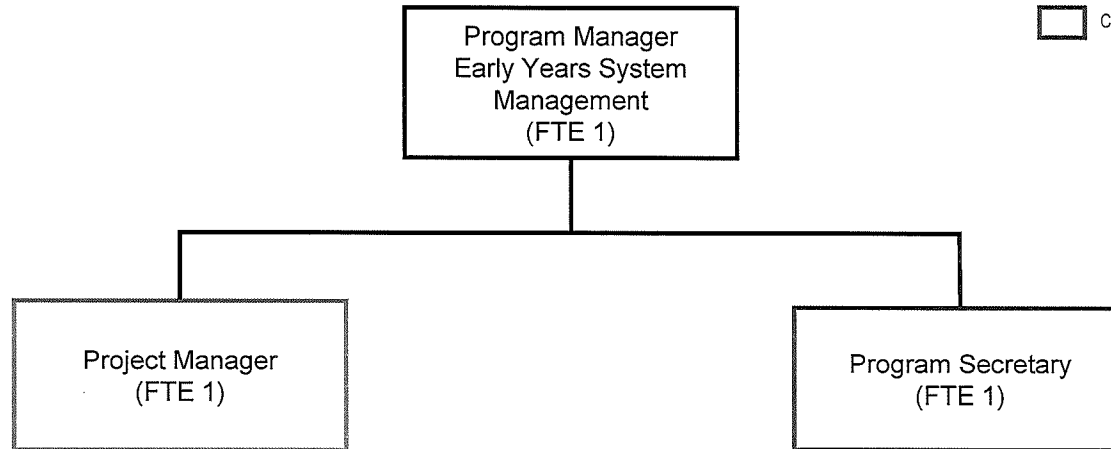 Program Manager
Early Years System
Management
(FTE 1)
Project Manager
(FTE 1)
Program Secretary
(FTE 1)